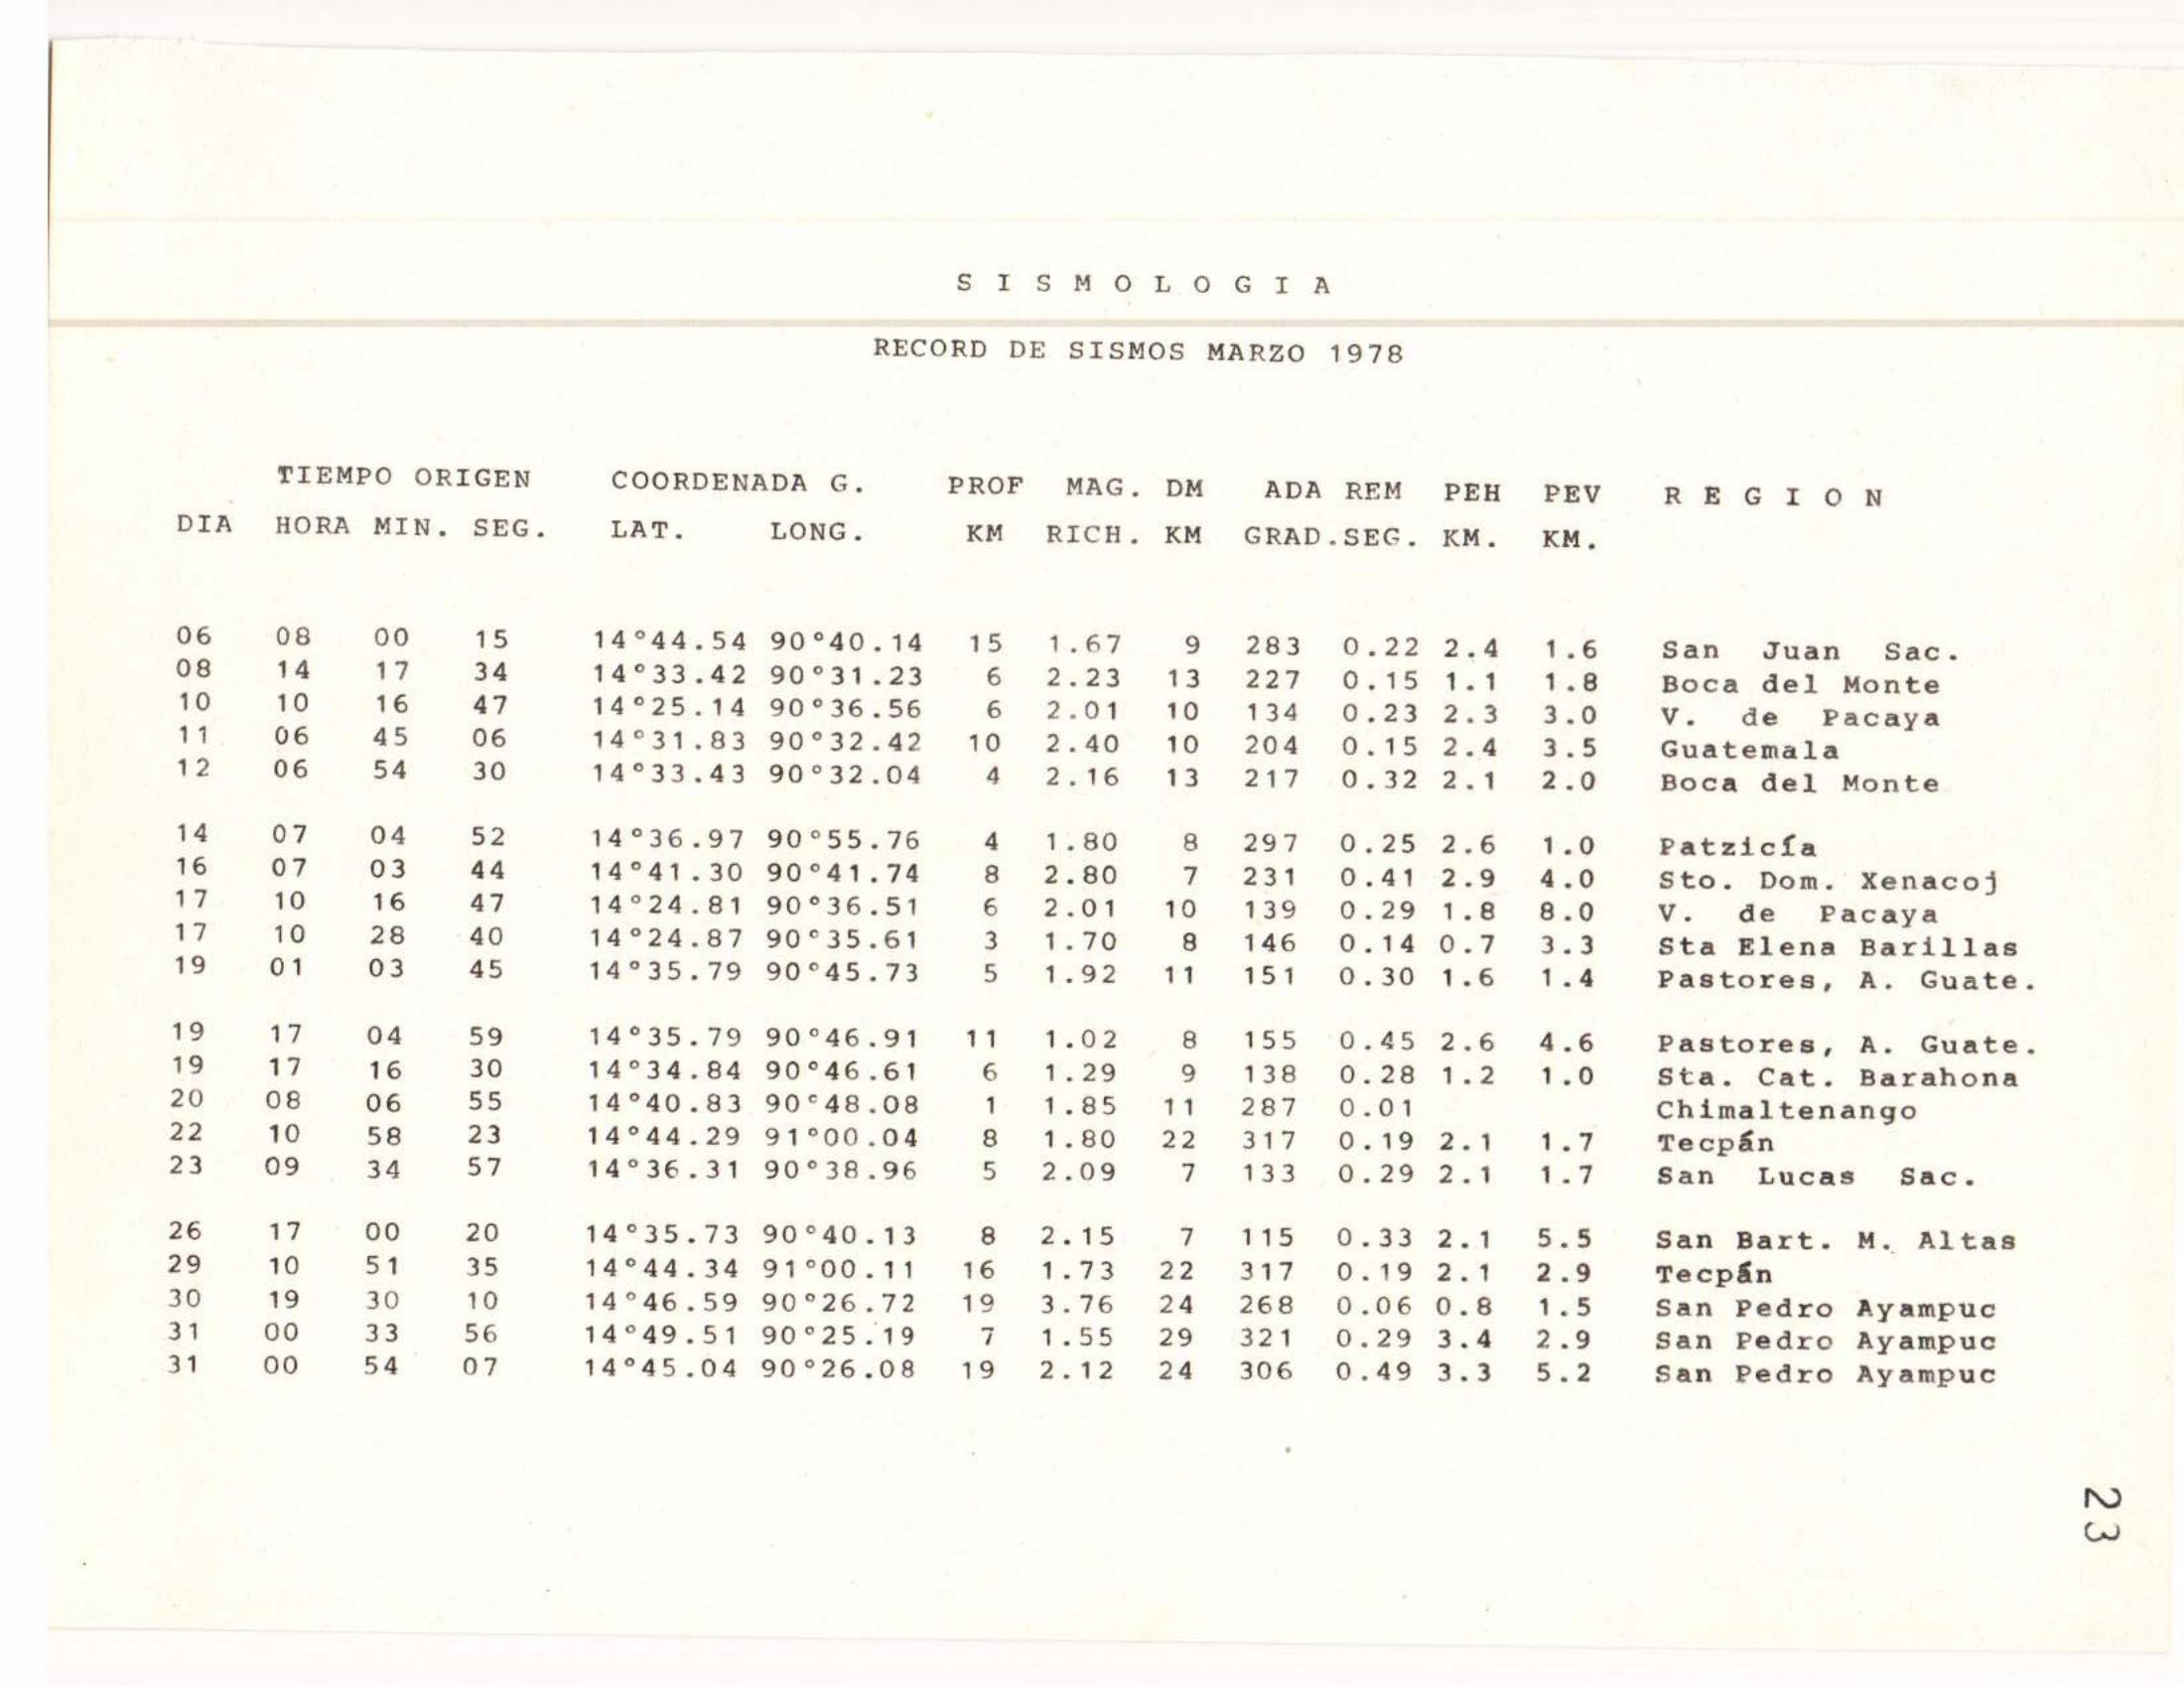 S I S M O L O G I A
RECORD DE SISMOS MARZO 1978
TIEMPO ORIGEN COORDENADA G. PROF MAG. DM ADA REM PEH PEV R E G I O N
DIA HORA MIN. SEG. LAT. LONG. KM RICH. KM GRAD.SEG. KM. KM.
06 08 00 15 14°44.54 90°40.14 15 1.67 9 283 0.22 2.4 1.6 San Juan Sac.
08 14 17 34 14°33.42 90°31.23 6 2.23 13 227 0.15 1.1 1.8 Boca del Monte
10 10 16 47 14°25.14 90°36.56 6 2.01 10 134 0.23 2.3 3.0 V. de Pacaya
11 06 45 06 14°31.83 90°32.42 10 2.40 10 204 0.15 2.4 3.5 Guatemala
12 06 54 30 14°33.43 90°32.04 4 2.16 13 217 0.32 2.1 2.0 Boca del Monte
14 07 04 52 14°36.97 90°55.76 4 1.80 8 297 0.25 2.6 1.0 Patzicía
16 07 03 44 14°41.30 90°41.74 8 2.80 7 231 0.41 2.9 4.0 Sto. Dom. Xenacoj
17 10 16 47 14°24.81 90°36.51 6 2.01 10 139 0.29 1.8 8.0 V. de Pacaya
17 10 28 40 14°24.87 90°35.61 3 1.70 8 146 0.14 0.7 3.3 Sta Elena Barillas
19 01 03 45 14°35.79 90°45.73 5 1.92 11 151 0.30 1.6 1.4 Pastores, A. Guate.
19 17 04 59 14°35.79 90°46.91 11 1.02 8 155 0.45 2.6 4.6 Pastores, A. Guate.
19 17 16 30 14°34.84 90°46.61 6 1.29 9 138 0.28 1.2 1.0 Sta. Cat. Barahona
20 08 06 55 14°40.83 90°48.08 1 1.85 11 287 0.01 Chimaltenango
22 10 58 23 14°44.29 91°00.04 8 1.80 22 317 0.19 2.1 1.7 Tecpán
23 09 34 57 14°36.31 90°38.96 5 2.09 7 133 0.29 2.1 1.7 San Lucas Sac.
26 17 00 20 14°35.73 90°40.13 8 2.15 7 115 0.33 2.1 5.5 San Bart. M. Altas
29 10 51 35 14°44.34 91°00.11 16 1.73 22 317 0.19 2.1 2.9 Tecpán
30 19 30 10 14°46.59 90°26.72 19 3.76 24 268 0.06 0.8 1.5 San Pedro Ayampuc
31 00 33 56 14°49.51 90°25.19 7 1.55 29 321 0.29 3.4 2.9 San Pedro Ayampuc
31 00 54 07 14°45.04 90°26.08 19 2.12 24 306 0.49 3.3 5.2 San Pedro Ayampuc
23